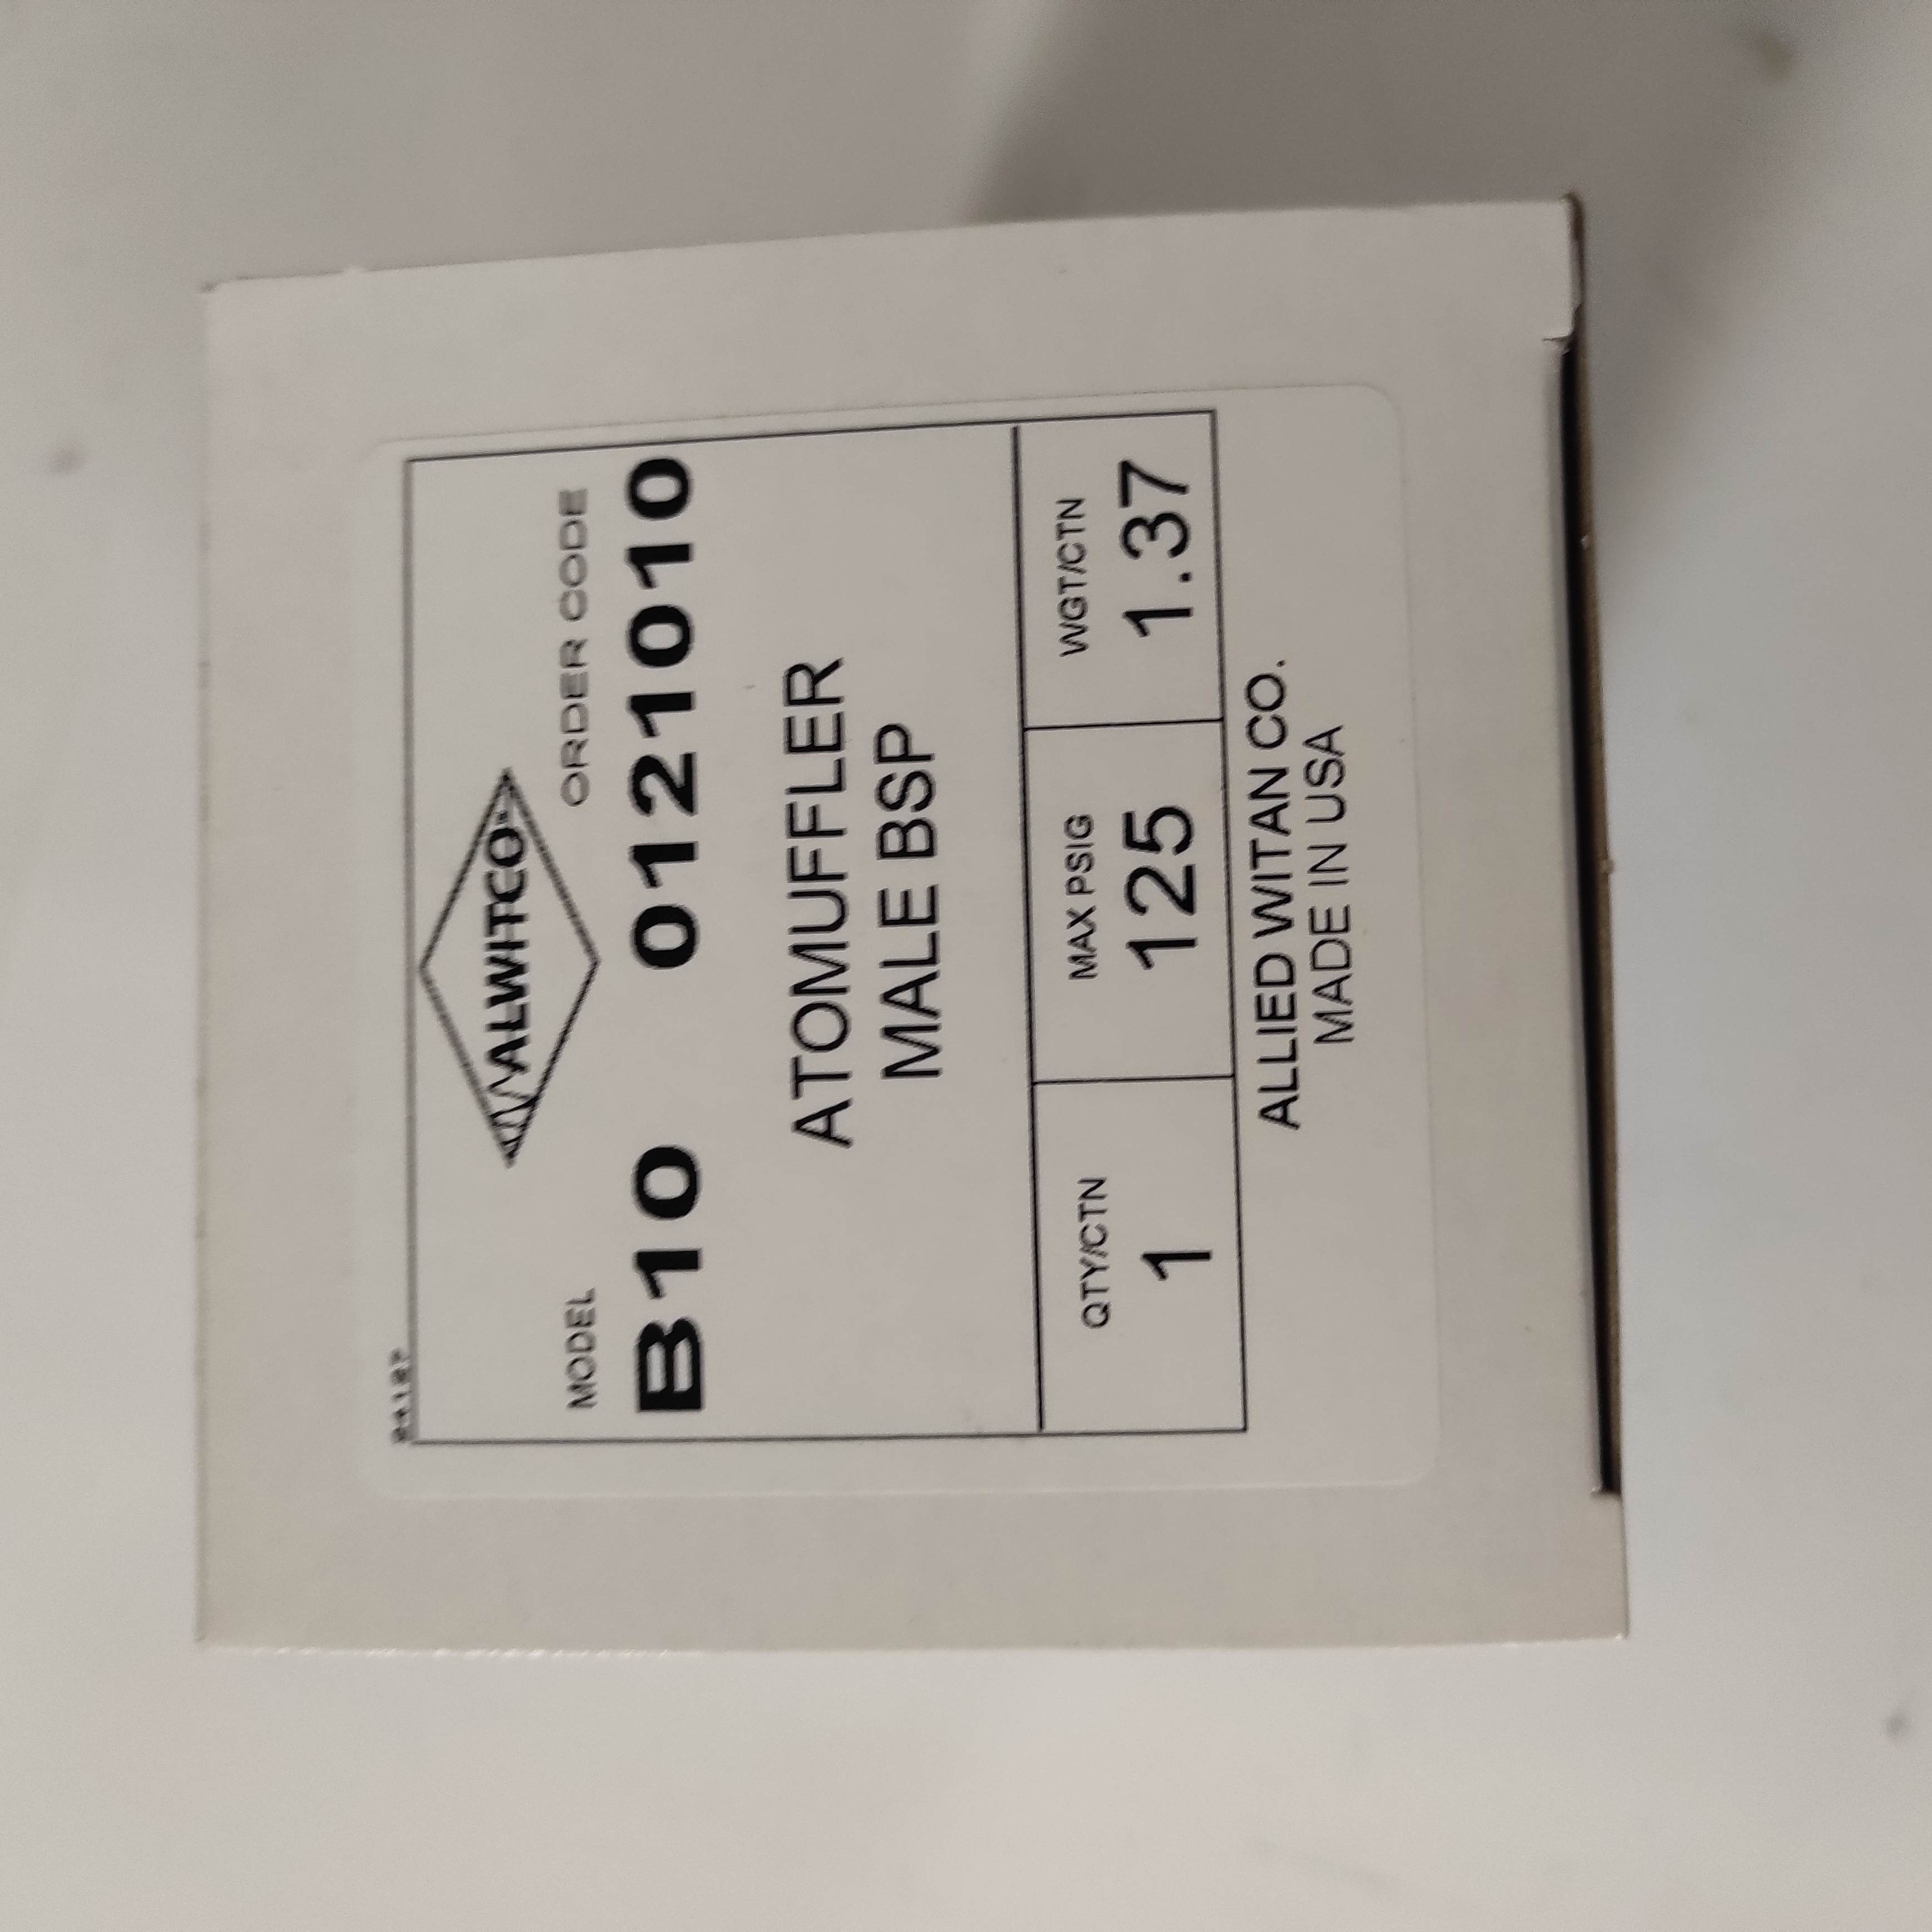 ALWITCO
MODEL ORDER CODE
B10 0121010
ATOMUFFLER
MALE BSP
QTY/CTN MAX PSIG WGT/CTN
1 125 1.37
ALLIED WITAN CO.
MADE IN USA